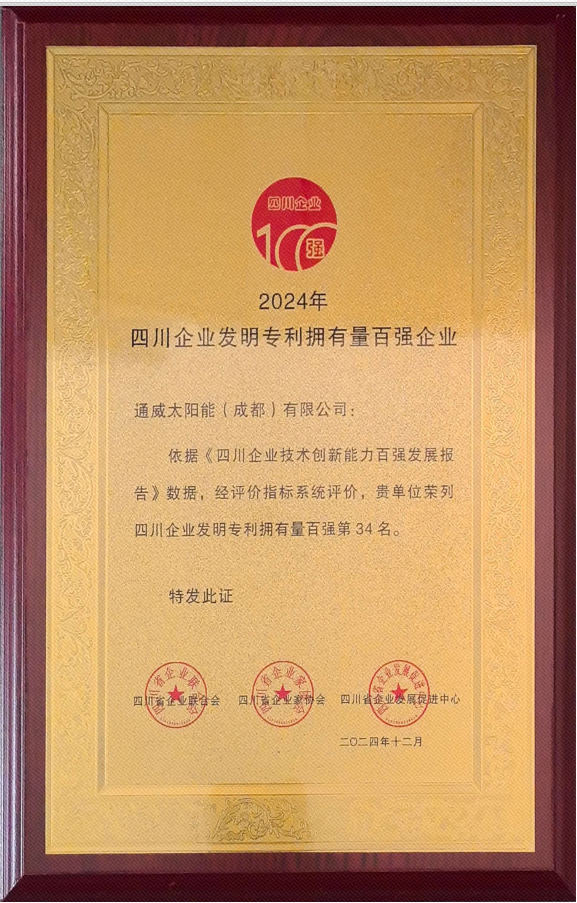 四川企业
100强
2024年
四川企业发明专利拥有量百强企业
通威太阳能（成都）有限公司：
依据《四川企业技术创新能力百强发展报
告》数据，经评价指标系统评价，贵单位荣列
四川企业发明专利拥有量百强第34名。
特发此证
四川省企业联合会 四川省企业家协会 四川省企业发展促进中心
二〇二四年十二月